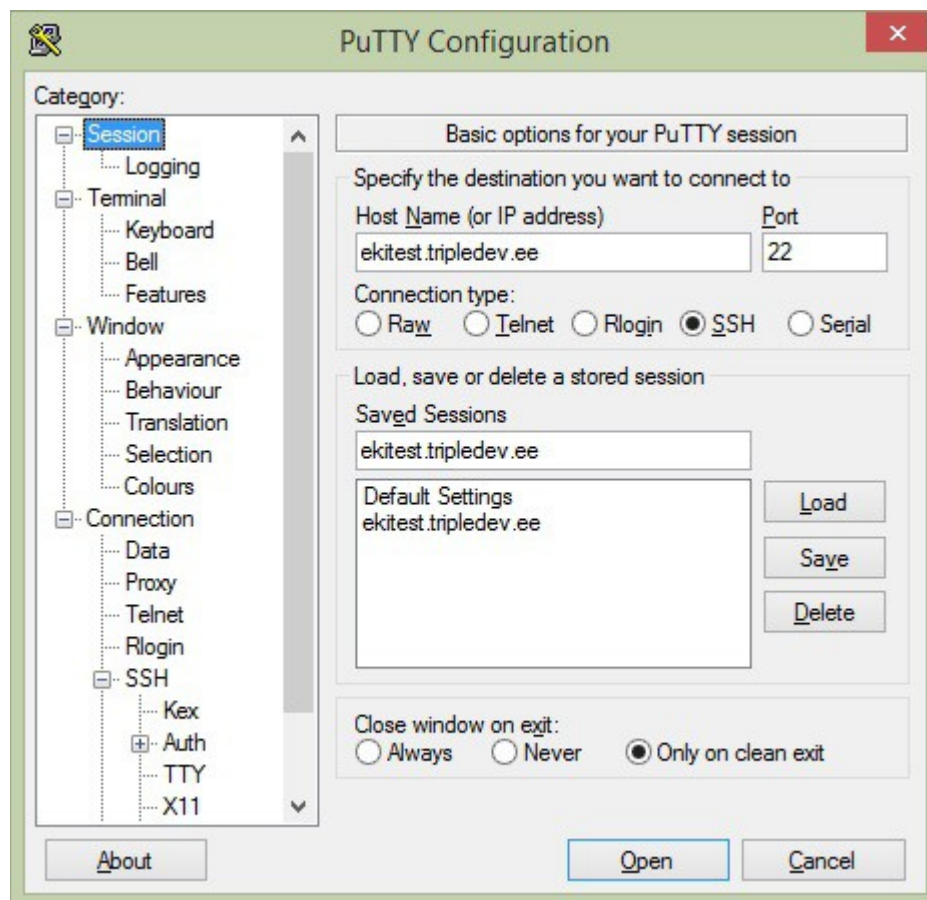 PuTTY Configuration
Category:
Session
Logging
Terminal
Keyboard
Bell
Features
Window
Appearance
Behaviour
Translation
Selection
Colours
Connection
Data
Proxy
Telnet
Rlogin
SSH
Kex
Auth
TTY
X11
Basic options for your PuTTY session
Specify the destination you want to connect to
Host Name (or IP address) Port
ekitest.tripledev.ee 22
Connection type:
Raw Telnet Rlogin SSH Serial
Load, save or delete a stored session
Saved Sessions
ekitest.tripledev.ee
Default Settings
ekitest.tripledev.ee
Load
Save
Delete
Close window on exit:
Always Never Only on clean exit
About Open Cancel